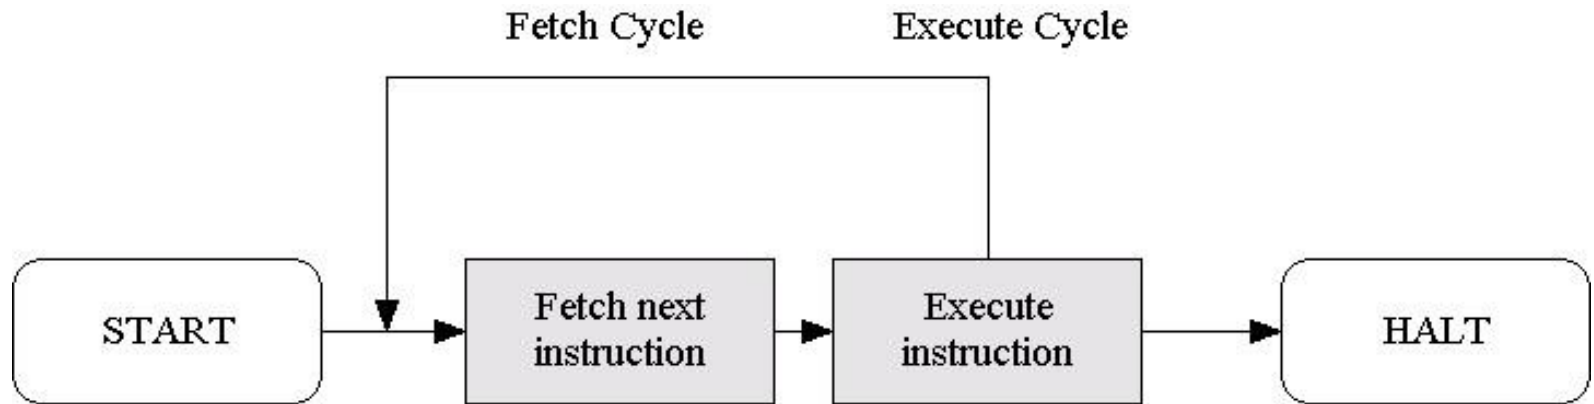 Fetch Cycle
Execute Cycle
START
Fetch next
instruction
Execute
instruction
HALT